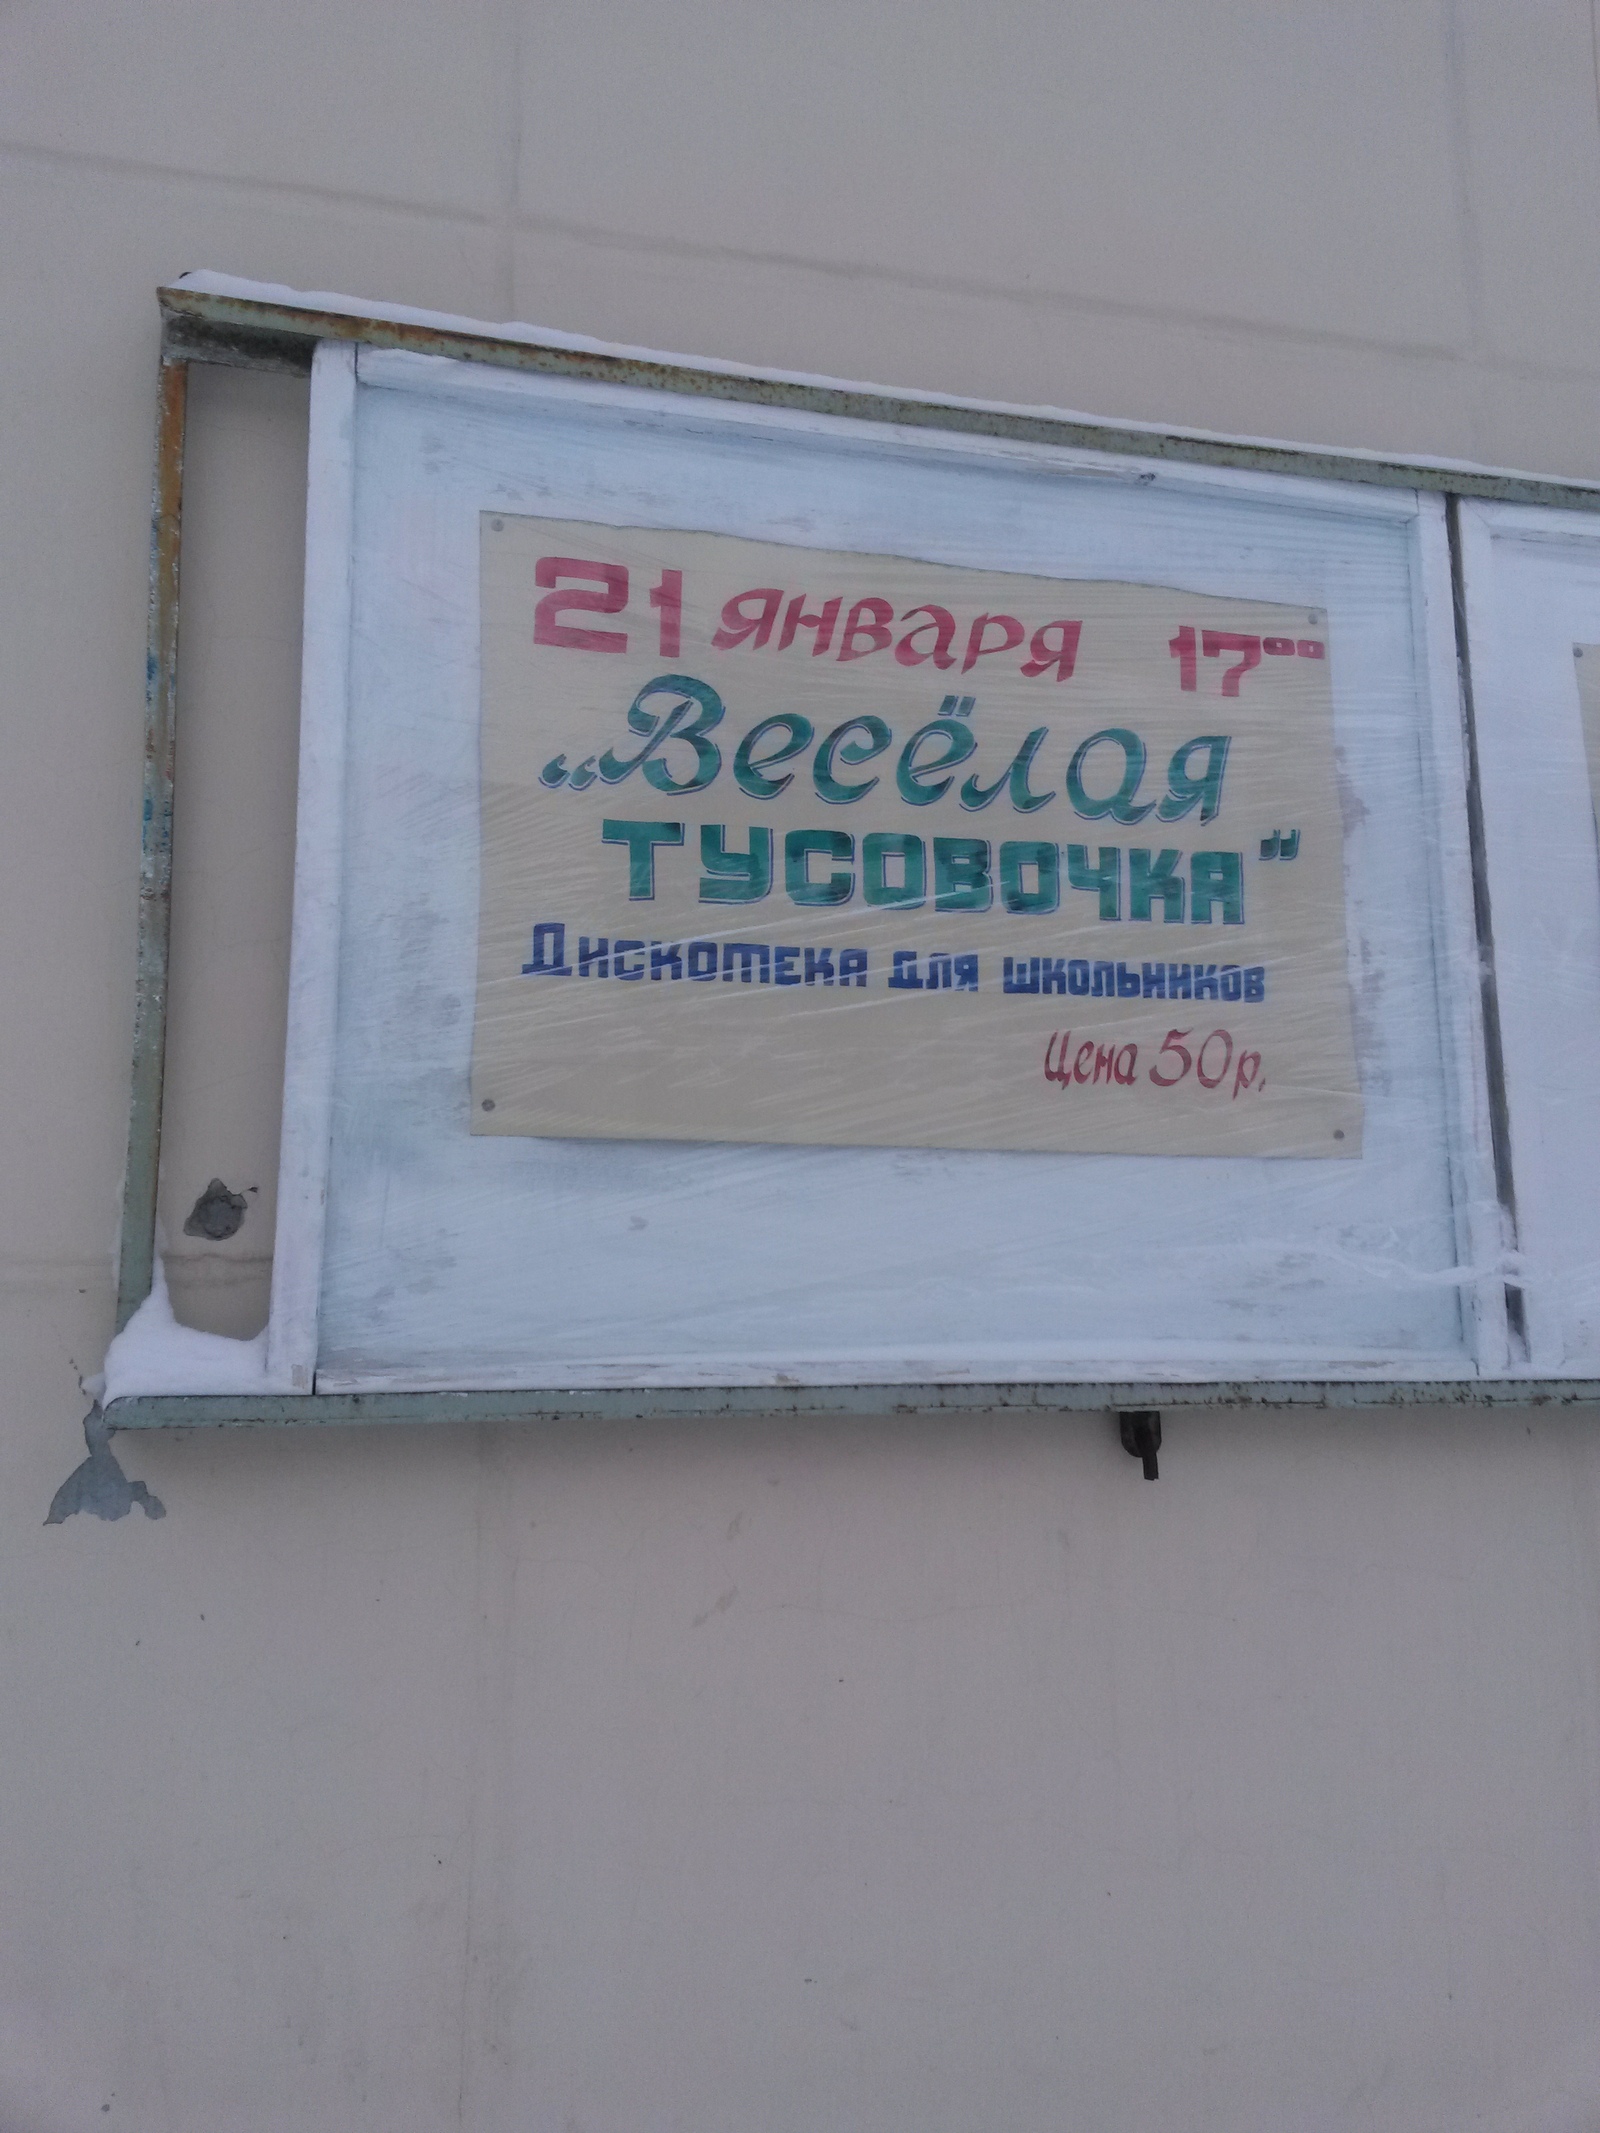 21 января 17⁰⁰
„Весёлая
тусовочка"
Дискотека для школьников
Цена 50р.